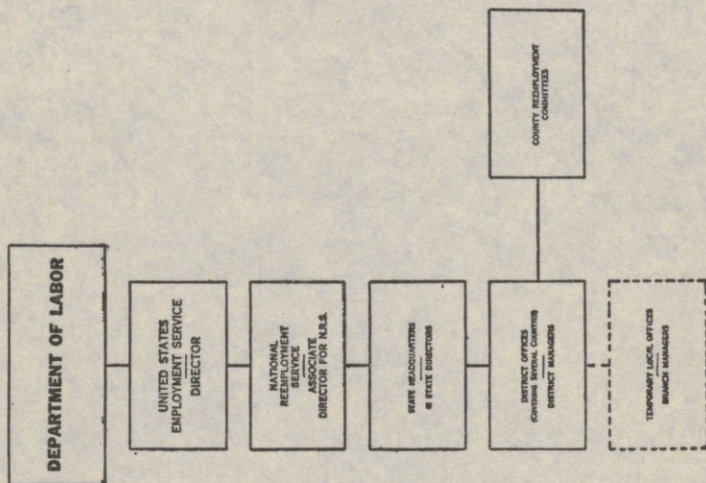 DEPARTMENT OF LABOR
UNITED STATES
EMPLOYMENT SERVICE
DIRECTOR
NATIONAL
REEMPLOYMENT
SERVICE
ASSOCIATE
DIRECTOR FOR N.R.S.
STATE HEADQUARTERS
STATE DIRECTORS
DISTRICT OFFICES
(COVERING SEVERAL COUNTIES)
DISTRICT MANAGERS
COUNTY REEMPLOYMENT
COMMITTEES
TEMPORARY LOCAL OFFICES
BRANCH MANAGERS